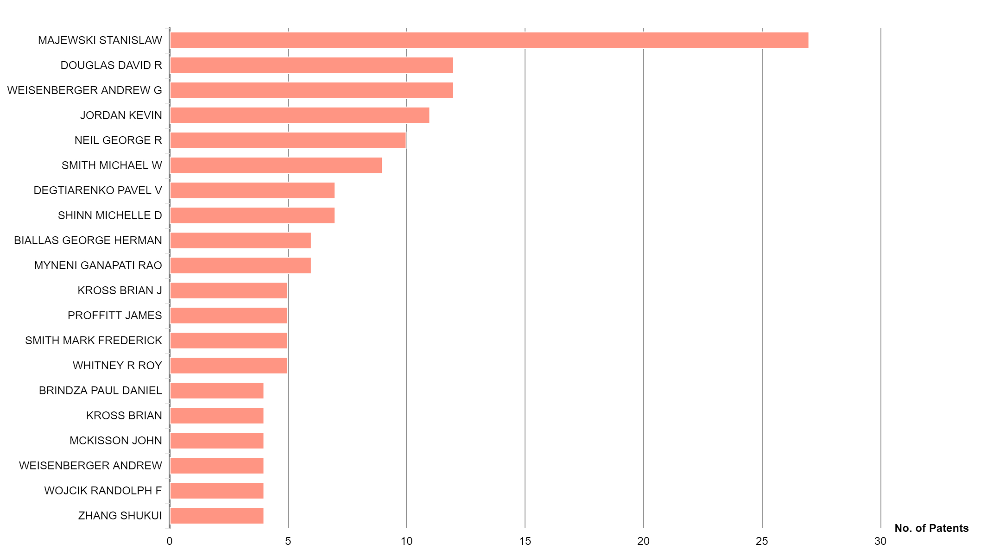 MAJEWSKI STANISLAW
DOUGLAS DAVID R
WEISENBERGER ANDREW G
JORDAN KEVIN
NEIL GEORGE R
SMITH MICHAEL W
DEGTIARENKO PAVEL V
SHINN MICHELLE D
BIALLAS GEORGE HERMAN
MYNENI GANAPATI RAO
KROSS BRIAN J
PROFFITT JAMES
SMITH MARK FREDERICK
WHITNEY R ROY
BRINDZA PAUL DANIEL
KROSS BRIAN
MCKISSON JOHN
WEISENBERGER ANDREW
WOJCIK RANDOLPH F
ZHANG SHUKUI
No. of Patents
0 5 10 15 20 25 30